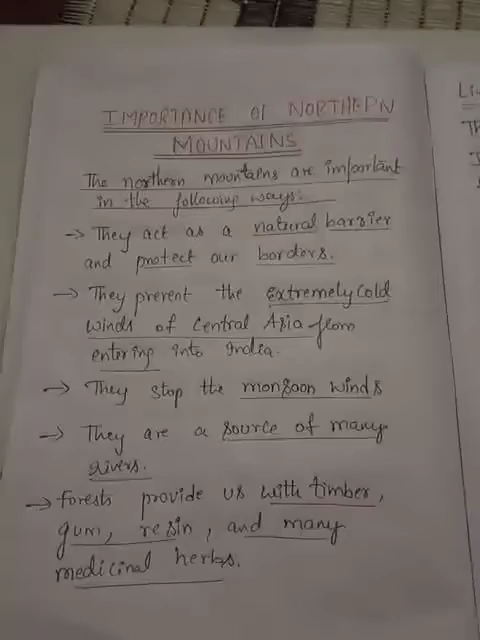 IMPORTANCE OF NORTHERN
MOUNTAINS
The northern mountains are important
in the following ways:
→ They act as a natural barrier
and protect our borders.
→ They prevent the extremely cold
winds of Central Asia from
entering into India.
→ They stop the monsoon winds
→ They are a source of many
rivers.
→ Forests provide us with timber,
gum, resin, and many
medicinal herbs.